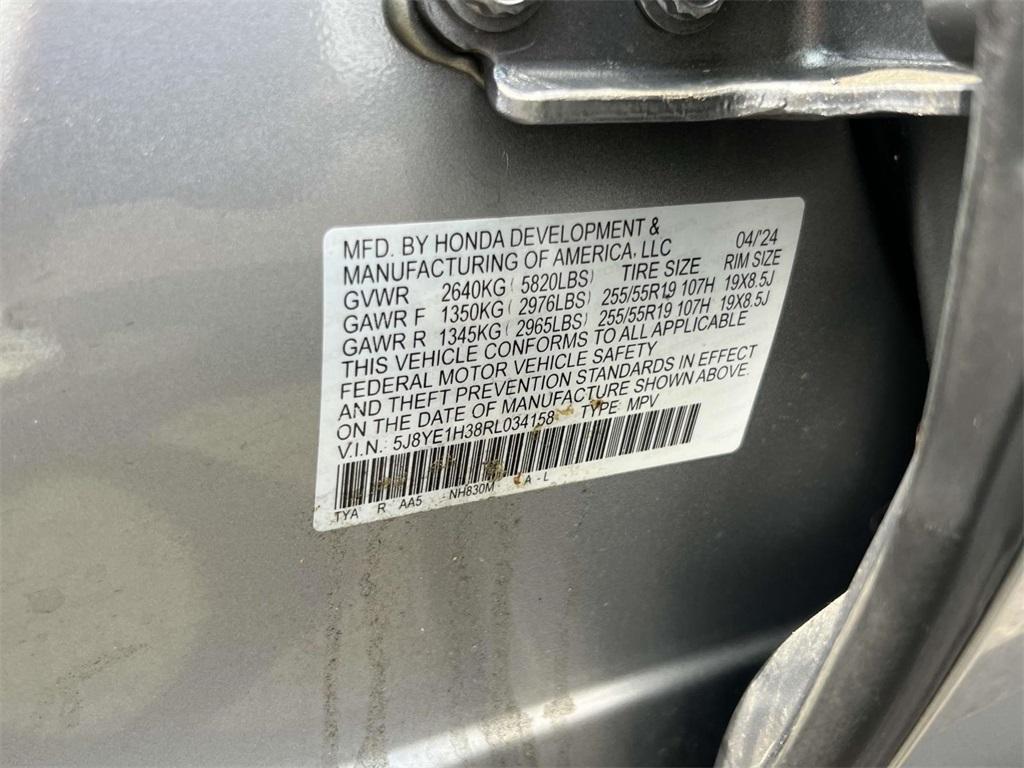 MFD. BY HONDA DEVELOPMENT &
MANUFACTURING OF AMERICA, LLC 04/'24
GVWR 2640KG ( 5820LBS) TIRE SIZE RIM SIZE
GAWR F 1350KG ( 2976LBS) 255/55R19 107H 19X8.5J
GAWR R 1345KG ( 2965LBS) 255/55R19 107H 19X8.5J
THIS VEHICLE CONFORMS TO ALL APPLICABLE
FEDERAL MOTOR VEHICLE SAFETY
AND THEFT PREVENTION STANDARDS IN EFFECT
ON THE DATE OF MANUFACTURE SHOWN ABOVE.
V.I.N.: 5J8YE1H38RL034158 TYPE: MPV
TYA R AA5 NH830M A - L